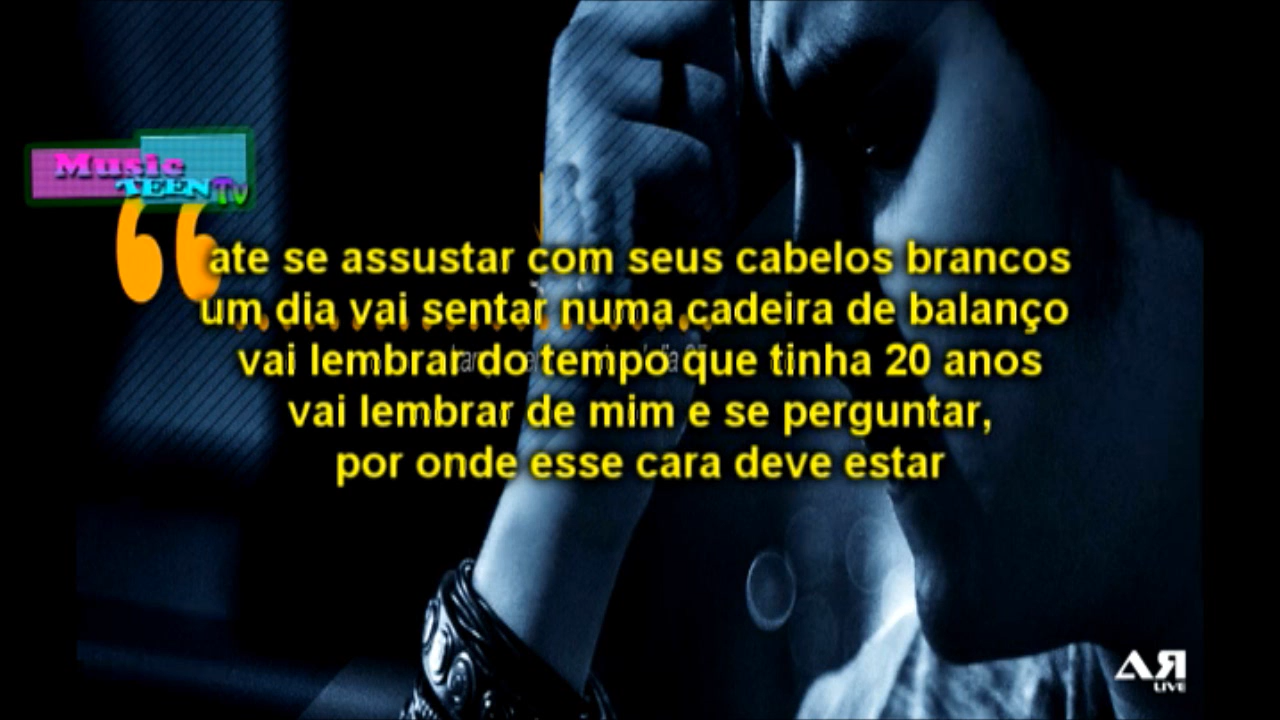 Music
TEEN TV
ate se assustar com seus cabelos brancos
um dia vai sentar numa cadeira de balanço
vai lembrar do tempo que tinha 20 anos
vai lembrar de mim e se perguntar,
por onde esse cara deve estar
AR
LIVE